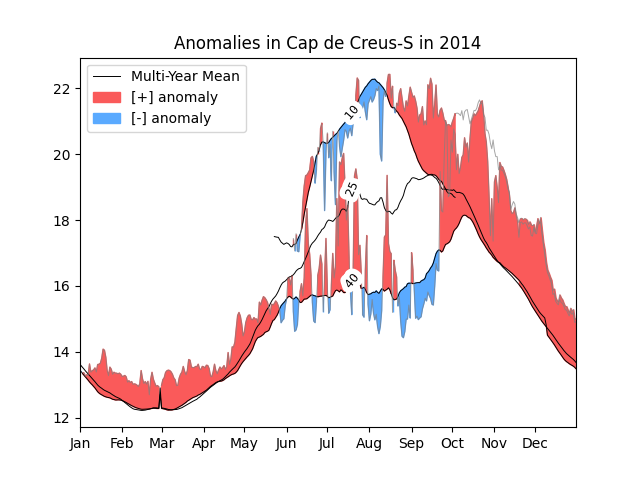 Anomalies in Cap de Creus-S in 2014
Multi-Year Mean
[+] anomaly
[-] anomaly
22
20
18
16
14
12
10
25
40
Jan Feb Mar Apr May Jun Jul Aug Sep Oct Nov Dec